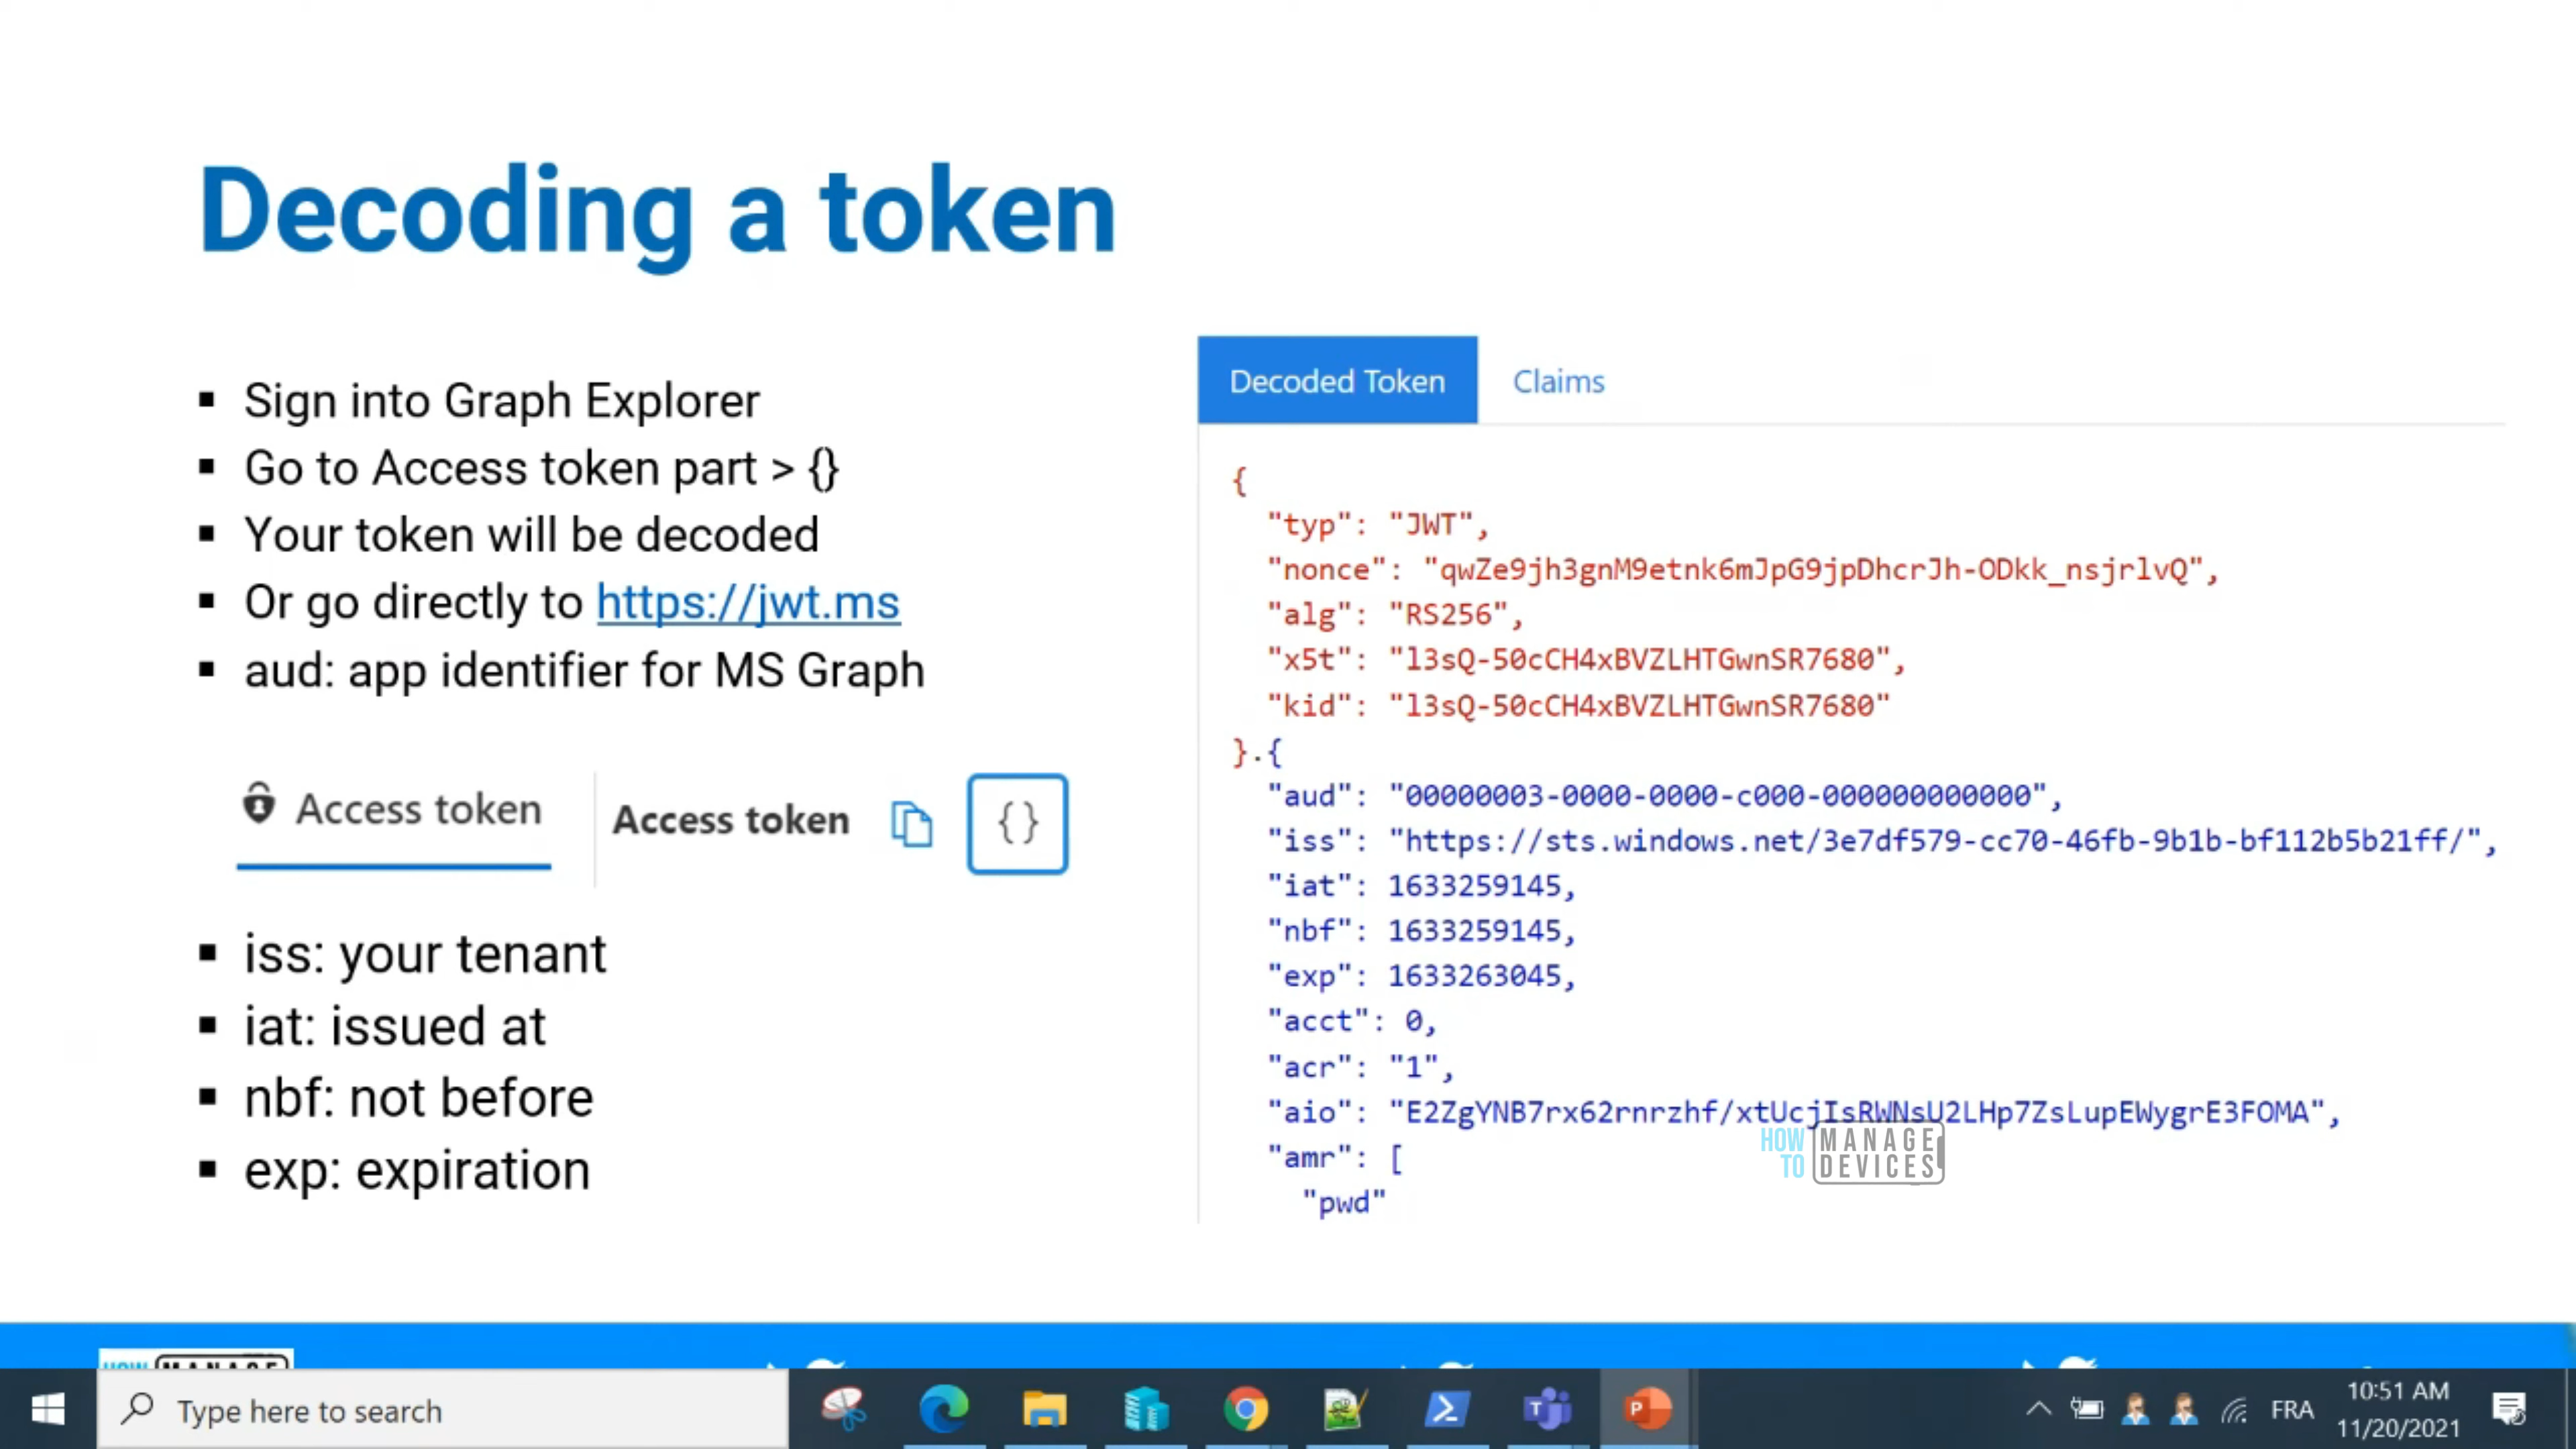 Decoding a token
▪ Sign into Graph Explorer
▪ Go to Access token part > {}
▪ Your token will be decoded
▪ Or go directly to https://jwt.ms
▪ aud: app identifier for MS Graph
Access token
Access token
{}
▪ iss: your tenant
▪ iat: issued at
▪ nbf: not before
▪ exp: expiration
Decoded Token
Claims
{
"typ": "JWT",
"nonce": "qwZe9jh3gnM9etnk6mJpG9jpDhcrJh-ODkk_nsjrlvQ",
"alg": "RS256",
"x5t": "l3sQ-50cCH4xBVZLHTGwnSR7680",
"kid": "l3sQ-50cCH4xBVZLHTGwnSR7680"
}.{
"aud": "00000003-0000-0000-c000-000000000000",
"iss": "https://sts.windows.net/3e7df579-cc70-46fb-9b1b-bf112b5b21ff/",
"iat": 1633259145,
"nbf": 1633259145,
"exp": 1633263045,
"acct": 0,
"acr": "1",
"aio": "E2ZgYNB7rx62rnrzhf/xtUcjIsRWNsU2LHp7ZsLupEWygrE3FOMA",
"amr": [
"pwd"
HOW TO
MANAGE DEVICES
HOW MANAGE
Type here to search
FRA
10:51 AM
11/20/2021